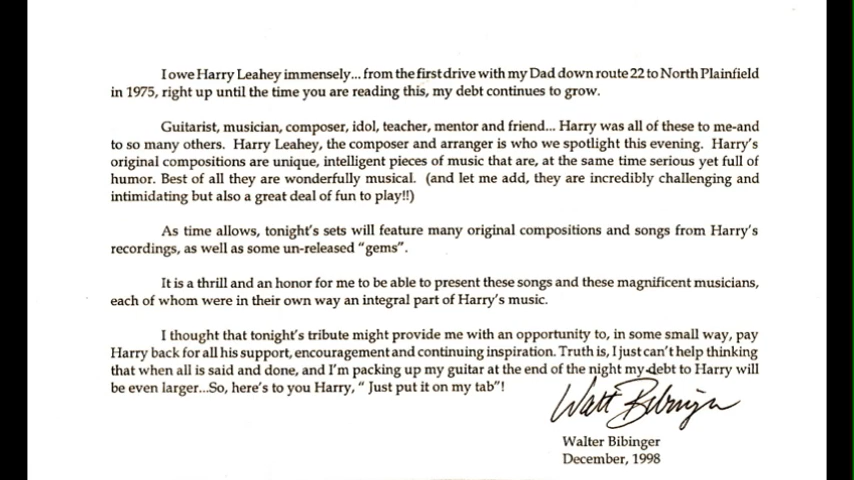 I owe Harry Leahey immensely... from the first drive with my Dad down route 22 to North Plainfield
in 1975, right up until the time you are reading this, my debt continues to grow.
Guitarist, musician, composer, idol, teacher, mentor and friend... Harry was all of these to me-and
to so many others. Harry Leahey, the composer and arranger is who we spotlight this evening. Harry's
original compositions are unique, intelligent pieces of music that are, at the same time serious yet full of
humor. Best of all they are wonderfully musical. (and let me add, they are incredibly challenging and
intimidating but also a great deal of fun to play!!)
As time allows, tonight's sets will feature many original compositions and songs from Harry's
recordings, as well as some un-released "gems".
It is a thrill and an honor for me to be able to present these songs and these magnificent musicians,
each of whom were in their own way an integral part of Harry's music.
I thought that tonight's tribute might provide me with an opportunity to, in some small way, pay
Harry back for all his support, encouragement and continuing inspiration. Truth is, I just can't help thinking
that when all is said and done, and I'm packing up my guitar at the end of the night my debt to Harry will
be even larger...So, here's to you Harry, " Just put it on my tab"!
Walt Bibinger
Walter Bibinger
December, 1998